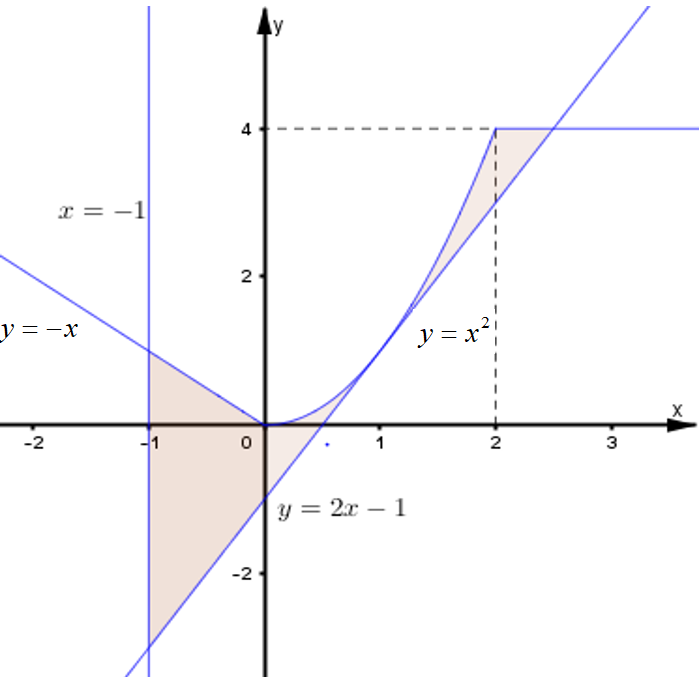 y
4
x = −1
2
y = −x
y = x²
x
-2
-1
0
1
2
3
y = 2x − 1
-2